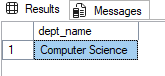 Results Messages
dept_name
1 Computer Science